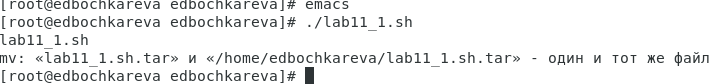 [root@edbochkareva edbochkareva]# emacs
[root@edbochkareva edbochkareva]# ./lab11_1.sh
lab11_1.sh
mv: «lab11_1.sh.tar» и «/home/edbochkareva/lab11_1.sh.tar» - один и тот же файл
[root@edbochkareva edbochkareva]#